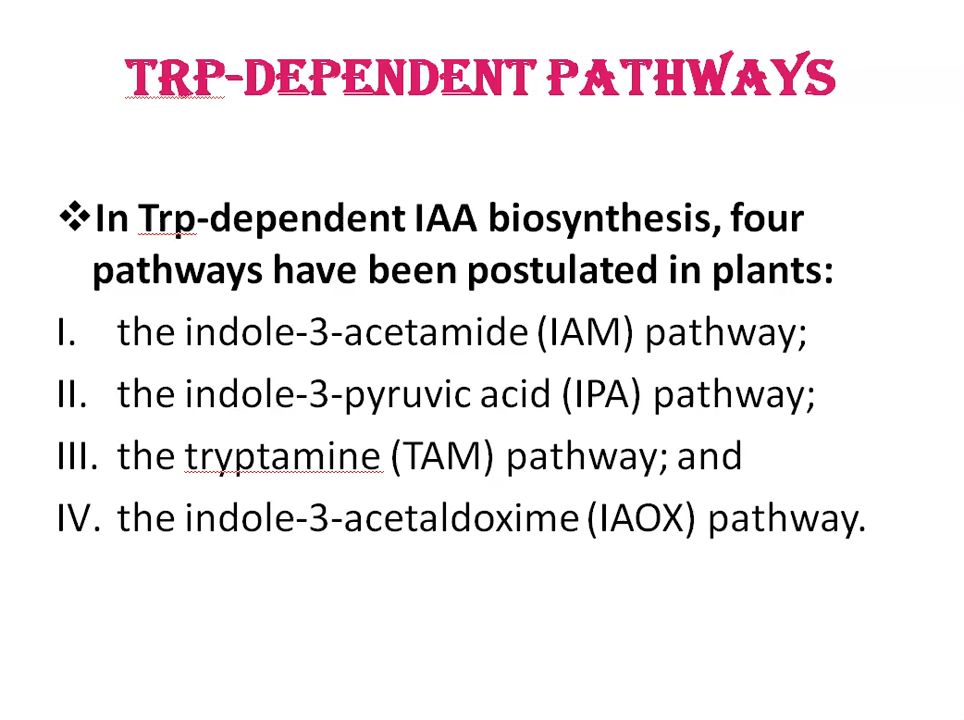 TRP-DEPENDENT PATHWAYS
❖In Trp-dependent IAA biosynthesis, four
pathways have been postulated in plants:
I. the indole-3-acetamide (IAM) pathway;
II. the indole-3-pyruvic acid (IPA) pathway;
III. the tryptamine (TAM) pathway; and
IV. the indole-3-acetaldoxime (IAOX) pathway.